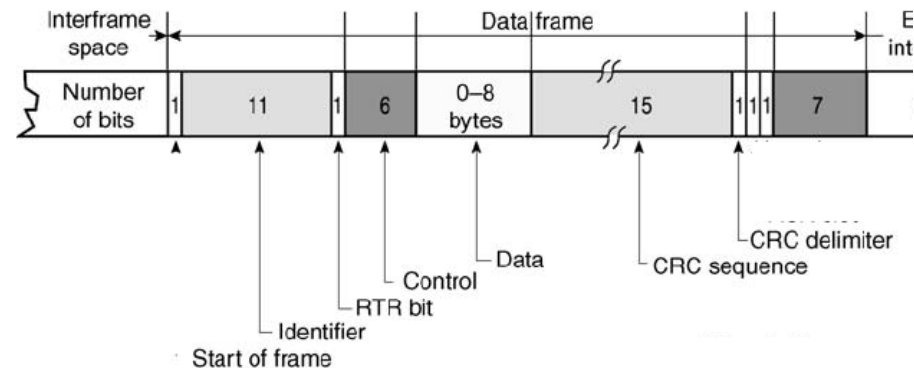 Interframe
space
Data frame
E
int
Number
of bits
1
11
1
6
0–8
bytes
15
1
1
1
7
CRC delimiter
Data
CRC sequence
Control
RTR bit
Identifier
Start of frame